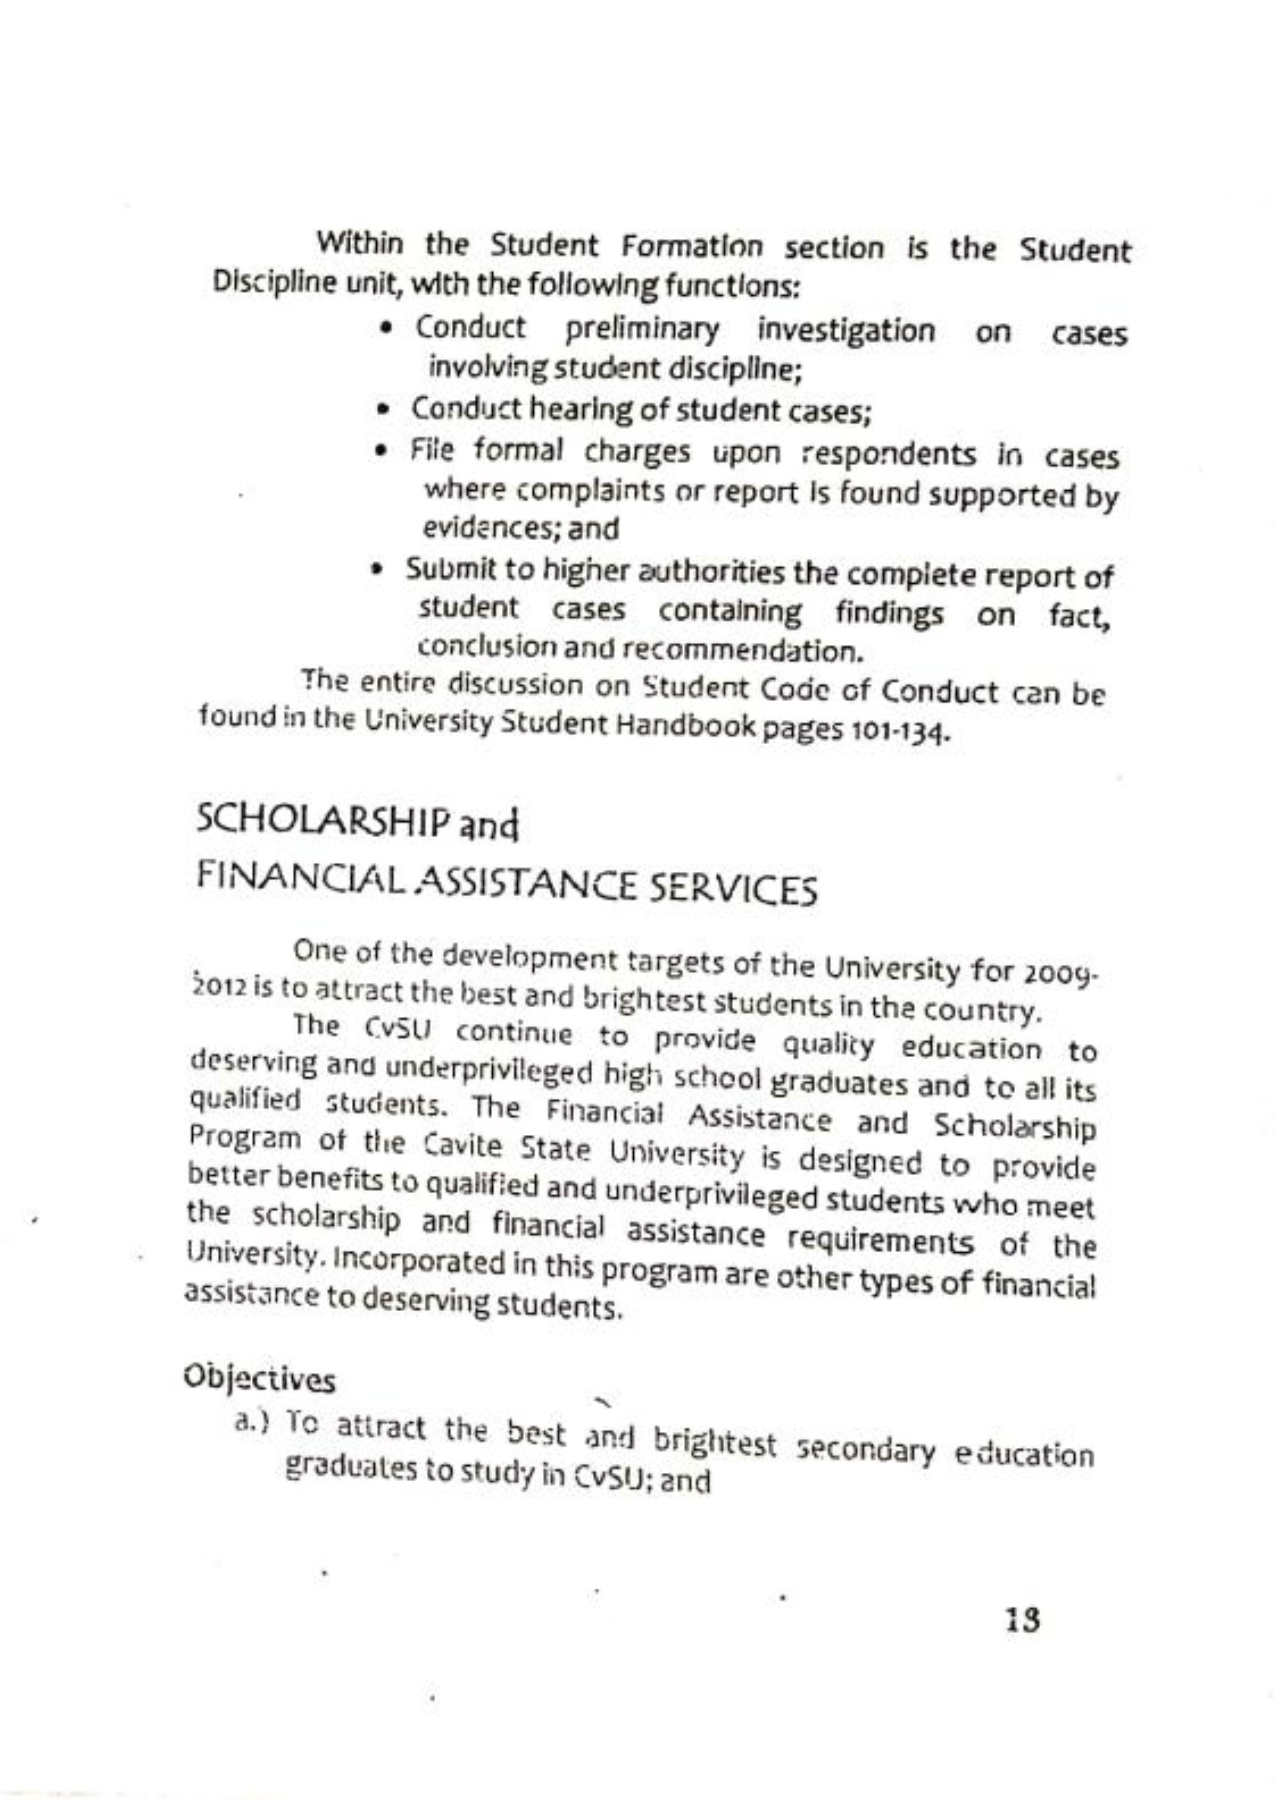 Within the Student Formation section is the Student
Discipline unit, with the following functions:
• Conduct preliminary investigation on cases
involving student discipline;
• Conduct hearing of student cases;
• File formal charges upon respondents in cases
where complaints or report is found supported by
evidences; and
• Submit to higher authorities the complete report of
student cases containing findings on fact,
conclusion and recommendation.
The entire discussion on Student Code of Conduct can be
found in the University Student Handbook pages 101-134.
SCHOLARSHIP and
FINANCIAL ASSISTANCE SERVICES
One of the development targets of the University for 2009-
2012 is to attract the best and brightest students in the country.
The CvSU continue to provide quality education to
deserving and underprivileged high school graduates and to all its
qualified students. The Financial Assistance and Scholarship
Program of the Cavite State University is designed to provide
better benefits to qualified and underprivileged students who meet
the scholarship and financial assistance requirements of the
University. Incorporated in this program are other types of financial
assistance to deserving students.
Objectives
a.) To attract the best and brightest secondary education
graduates to study in CvSU; and
13